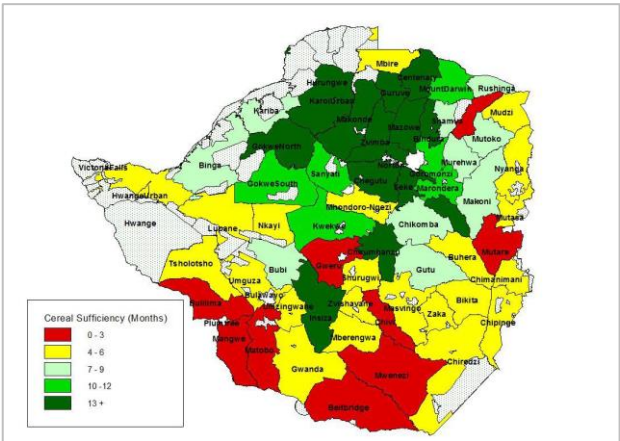 Mbire
Hurungwe
Centenary
MountDarwin
Rushinga
Kariba
KaroiUrban
Guruve
Mudzi
Makonde
Mazowe
Shamva
Bindura
Mutoko
GokweNorth
Zvimba
Binga
Murehwa
VictoriaFalls
Sanyati
Chegutu
Goromonzi
Nyanga
HwangeUrban
GokweSouth
Seke
Marondera
Makoni
Hwange
Mhondoro-Ngezi
Mutasa
Lupane
Nkayi
Kwekwe
Chikomba
Buhera
Mutare
Tsholotsho
Bubi
Gweru
Chirumhanzu
Gutu
Umguza
Shurugwi
Chimanimani
Bulawayo
Umzingwane
Zvishavane
Masvingo
Bikita
Bulilima
Insiza
Chivi
Zaka
Chipinge
Plumtree
Mangwe
Matobo
Mberengwa
Gwanda
Mwenezi
Chiredzi
Beitbridge
Cereal Sufficiency (Months)
0 - 3
4 - 6
7 - 9
10 -12
13 +